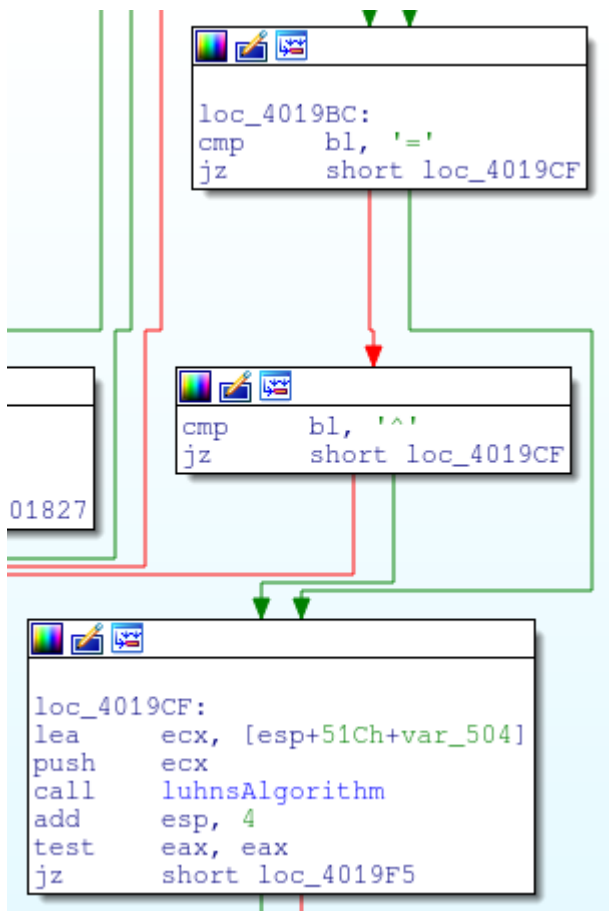 loc_4019BC:
cmp bl, '='
jz short loc_4019CF
cmp bl, '^'
jz short loc_4019CF
01827
loc_4019CF:
lea ecx, [esp+51Ch+var_504]
push ecx
call luhnsAlgorithm
add esp, 4
test eax, eax
jz short loc_4019F5